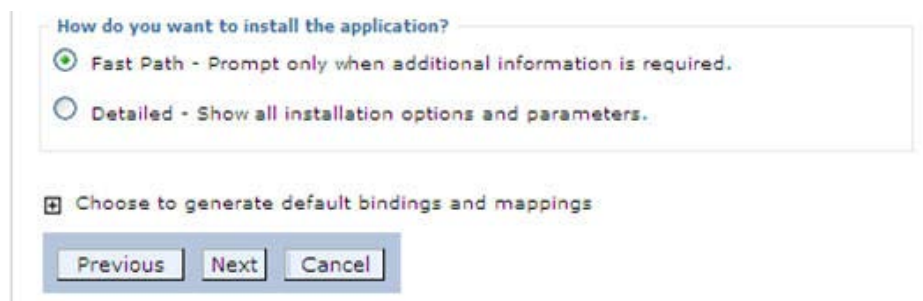 How do you want to install the application?
Fast Path - Prompt only when additional information is required.
Detailed - Show all installation options and parameters.
Choose to generate default bindings and mappings
Previous Next Cancel